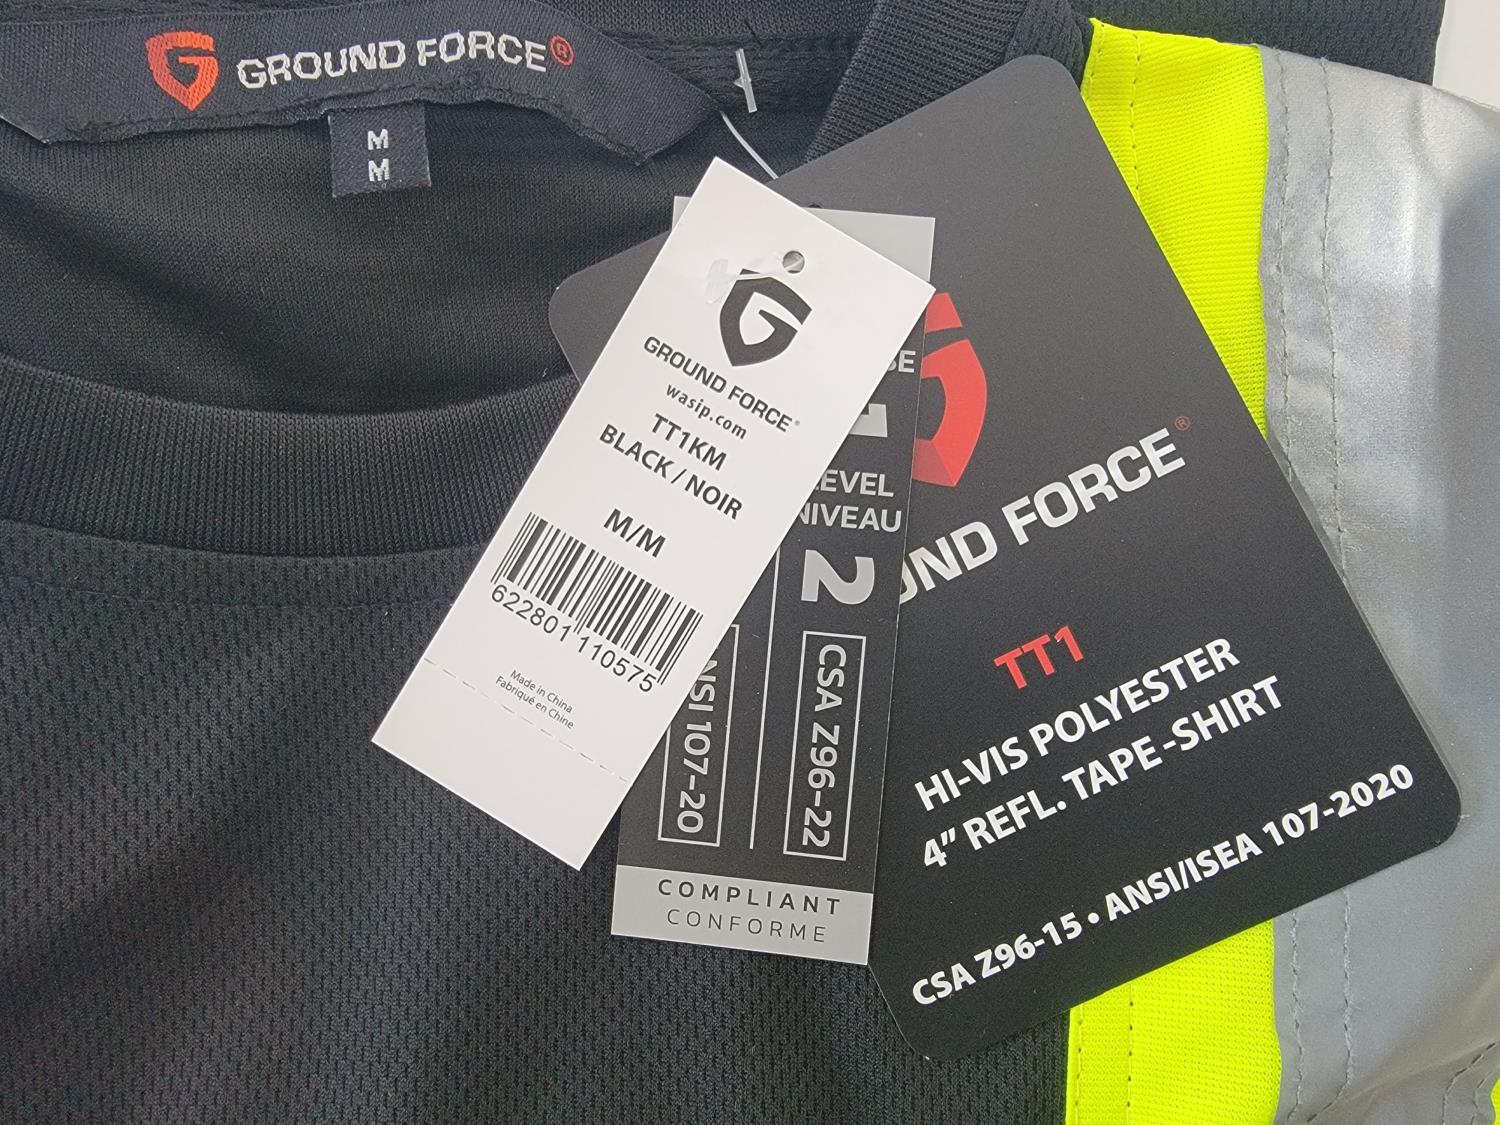 GROUND FORCE®
M
M
GROUND FORCE®
wasip.com
TT1KM
BLACK / NOIR
M/M
622801 110575
Made in China
Fabriqué en Chine
LEVEL
NIVEAU
2
CSA Z96-22
ANSI 107-20
COMPLIANT
CONFORME
FORCE®
TT1
HI-VIS POLYESTER
4” REFL. TAPE-SHIRT
CSA Z96-15 • ANSI/ISEA 107-2020